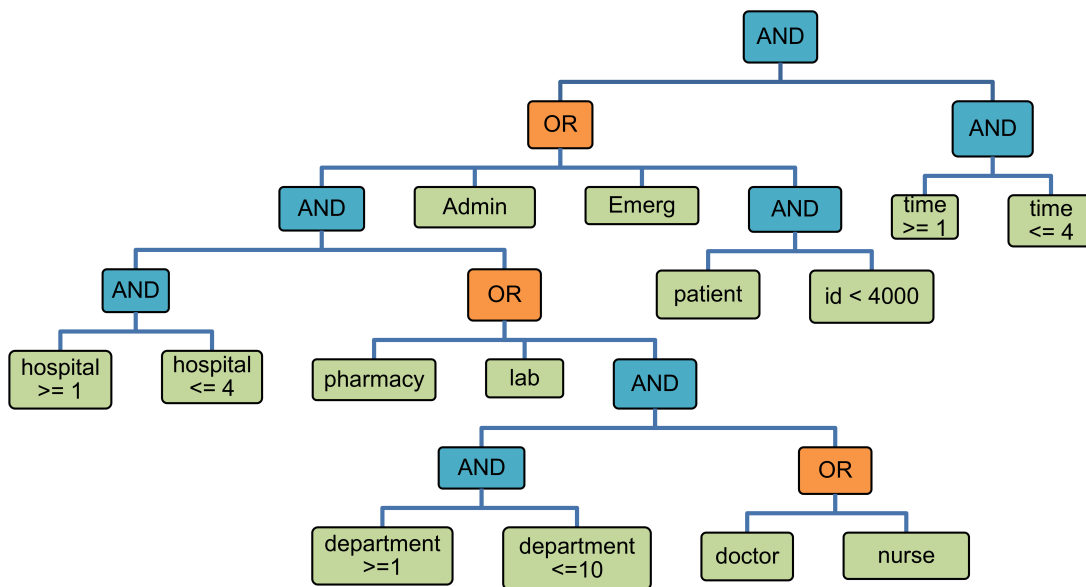 AND
OR
AND
AND
Admin
Emerg
AND
time
>= 1
time
<= 4
AND
OR
patient
id < 4000
hospital
>= 1
hospital
<= 4
pharmacy
lab
AND
AND
OR
department
>=1
department
<=10
doctor
nurse